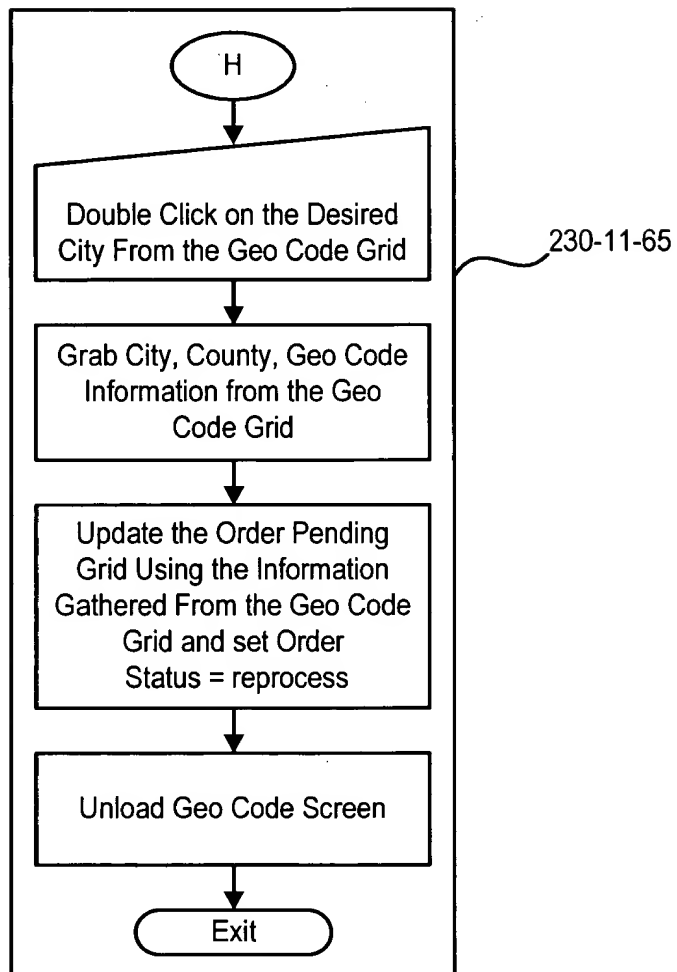 H
Double Click on the Desired
City From the Geo Code Grid
230-11-65
Grab City, County, Geo Code
Information from the Geo
Code Grid
Update the Order Pending
Grid Using the Information
Gathered From the Geo Code
Grid and set Order
Status = reprocess
Unload Geo Code Screen
Exit